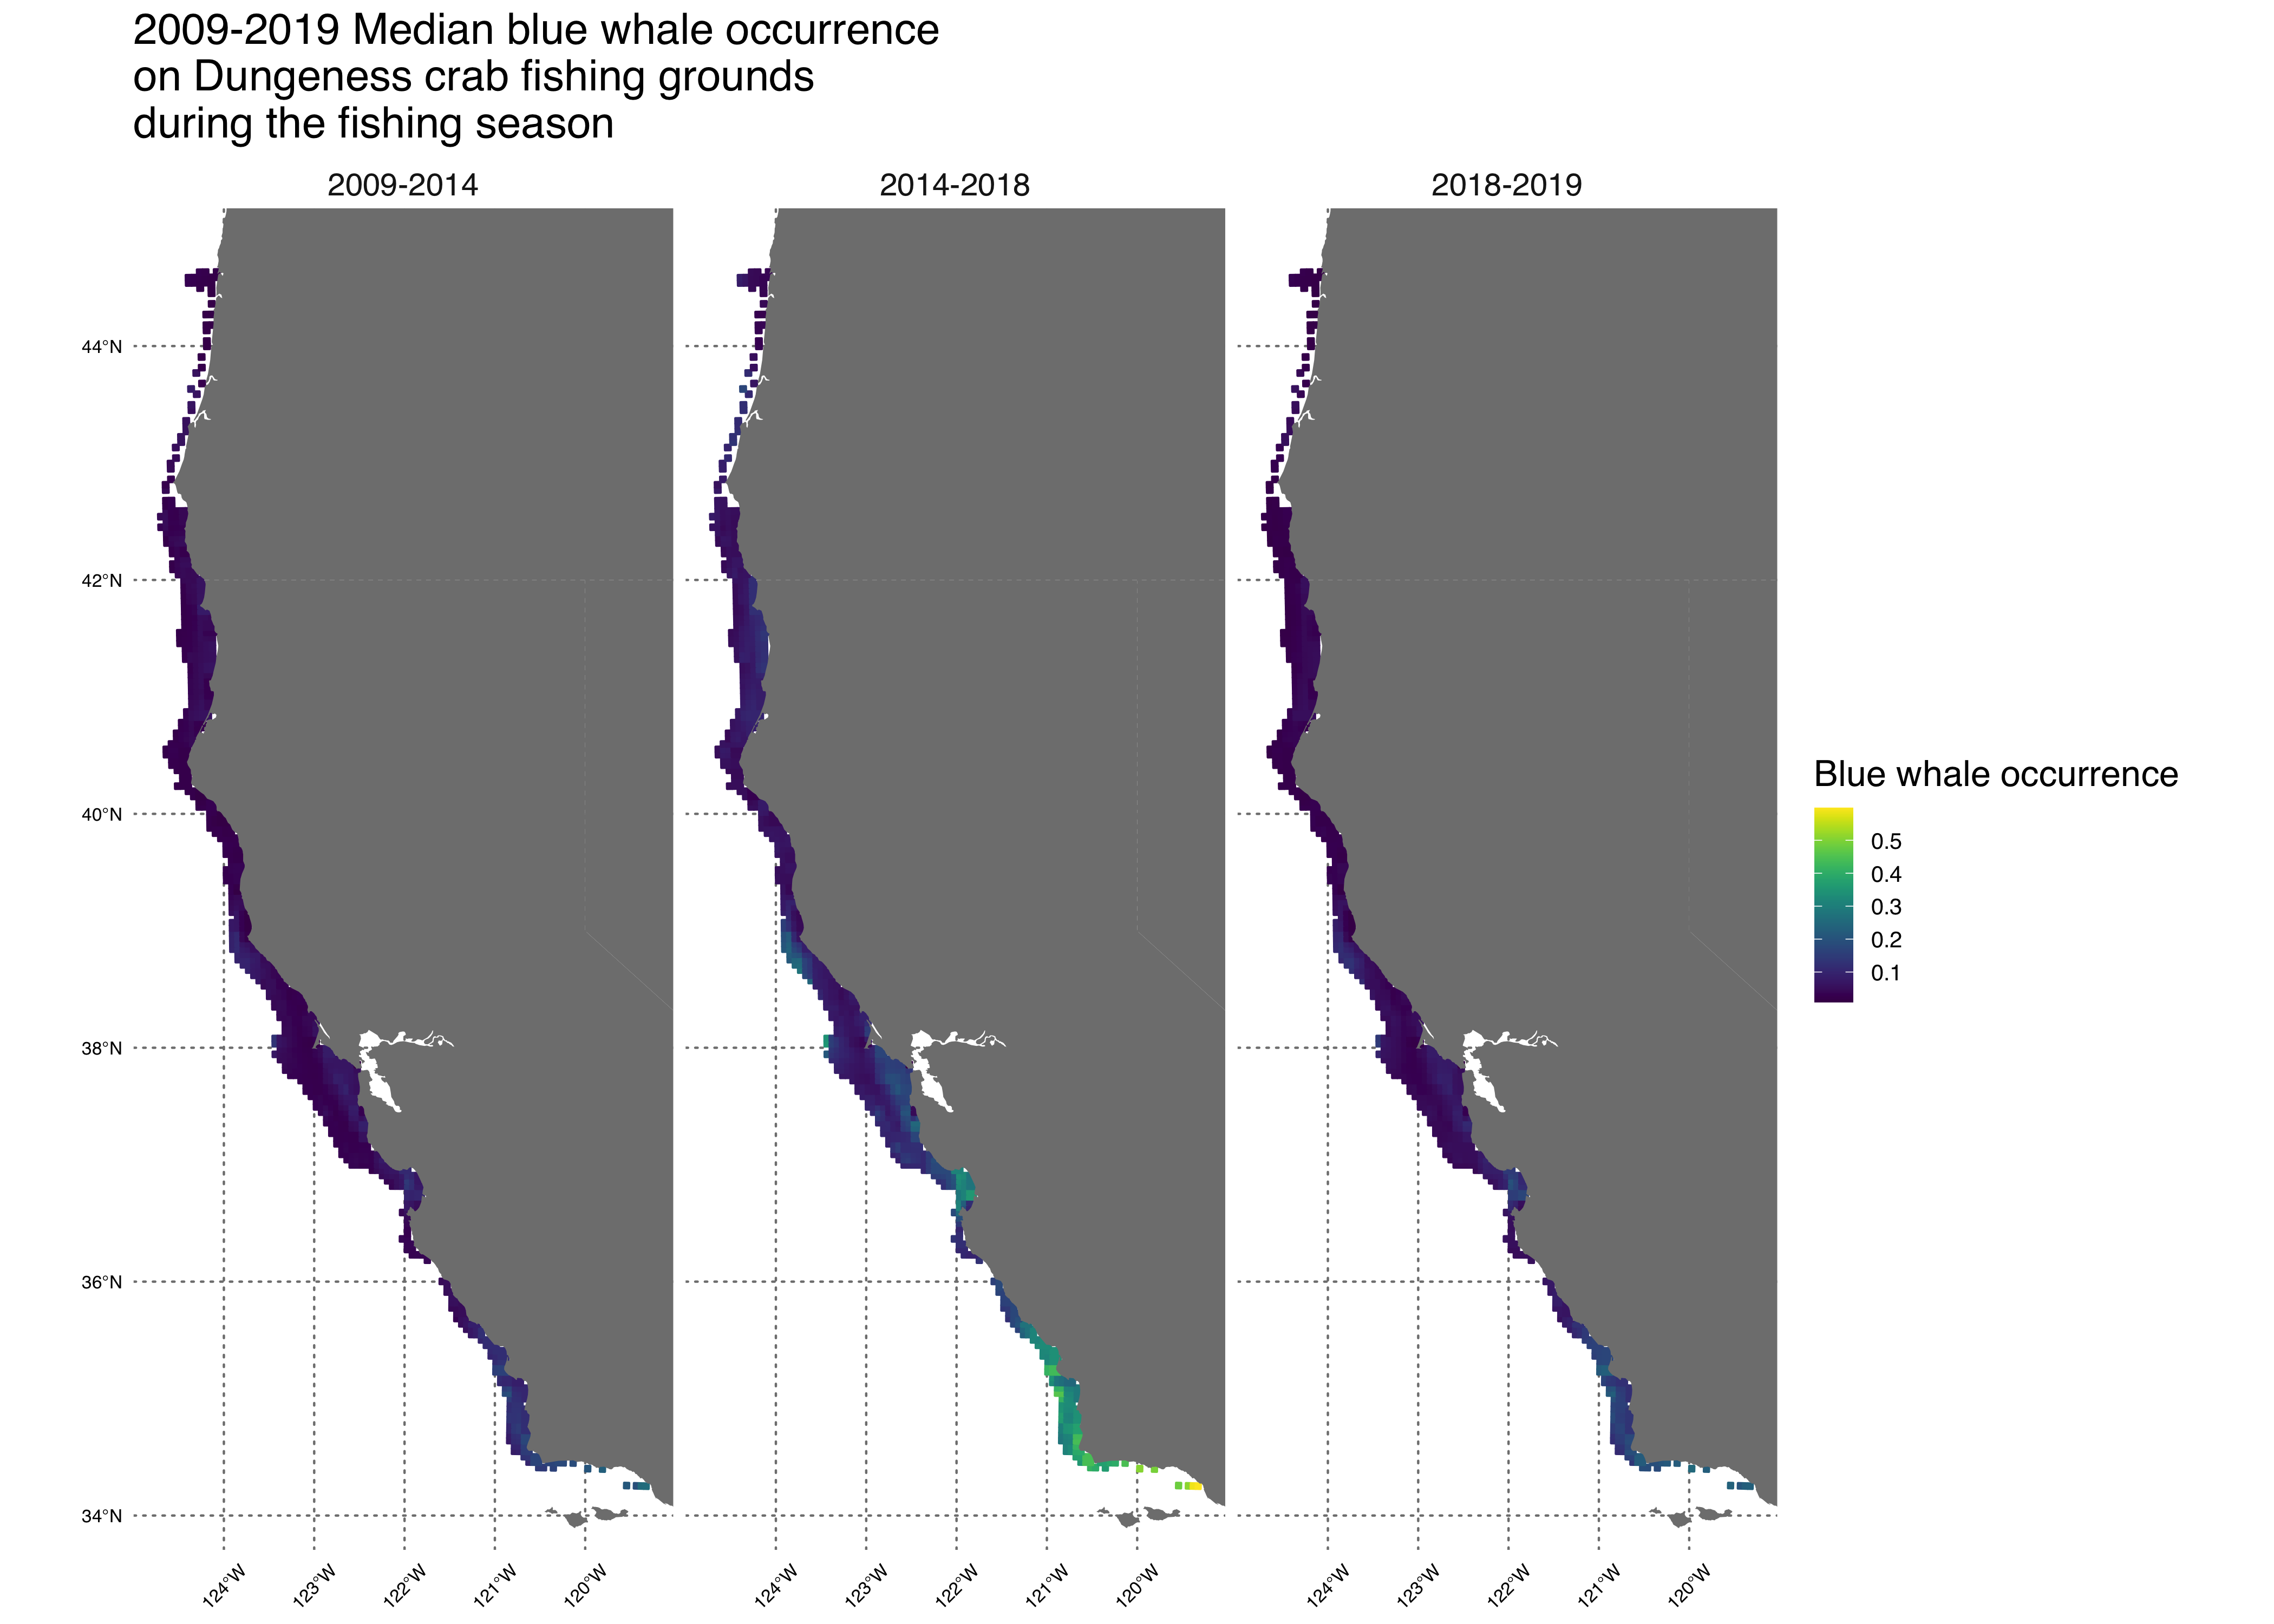 2009-2019 Median blue whale occurrence
on Dungeness crab fishing grounds
during the fishing season
2009-2014
2014-2018
2018-2019
44°N
42°N
40°N
38°N
36°N
34°N
124°W
123°W
122°W
121°W
120°W
124°W
123°W
122°W
121°W
120°W
124°W
123°W
122°W
121°W
120°W
Blue whale occurrence
0.5
0.4
0.3
0.2
0.1